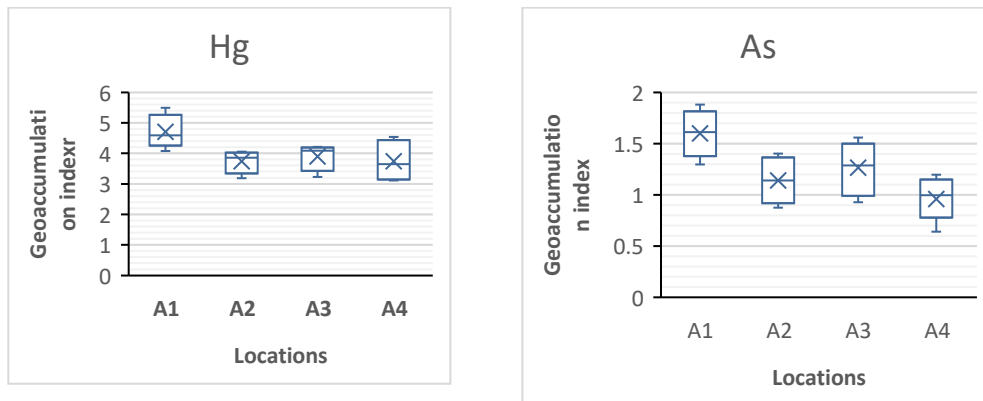 Hg
Geoaccumulati
on indexr
6
5
4
3
2
1
0
A1 A2 A3 A4
Locations
As
Geoaccumulatio
n index
2
1.5
1
0.5
0
A1 A2 A3 A4
Locations